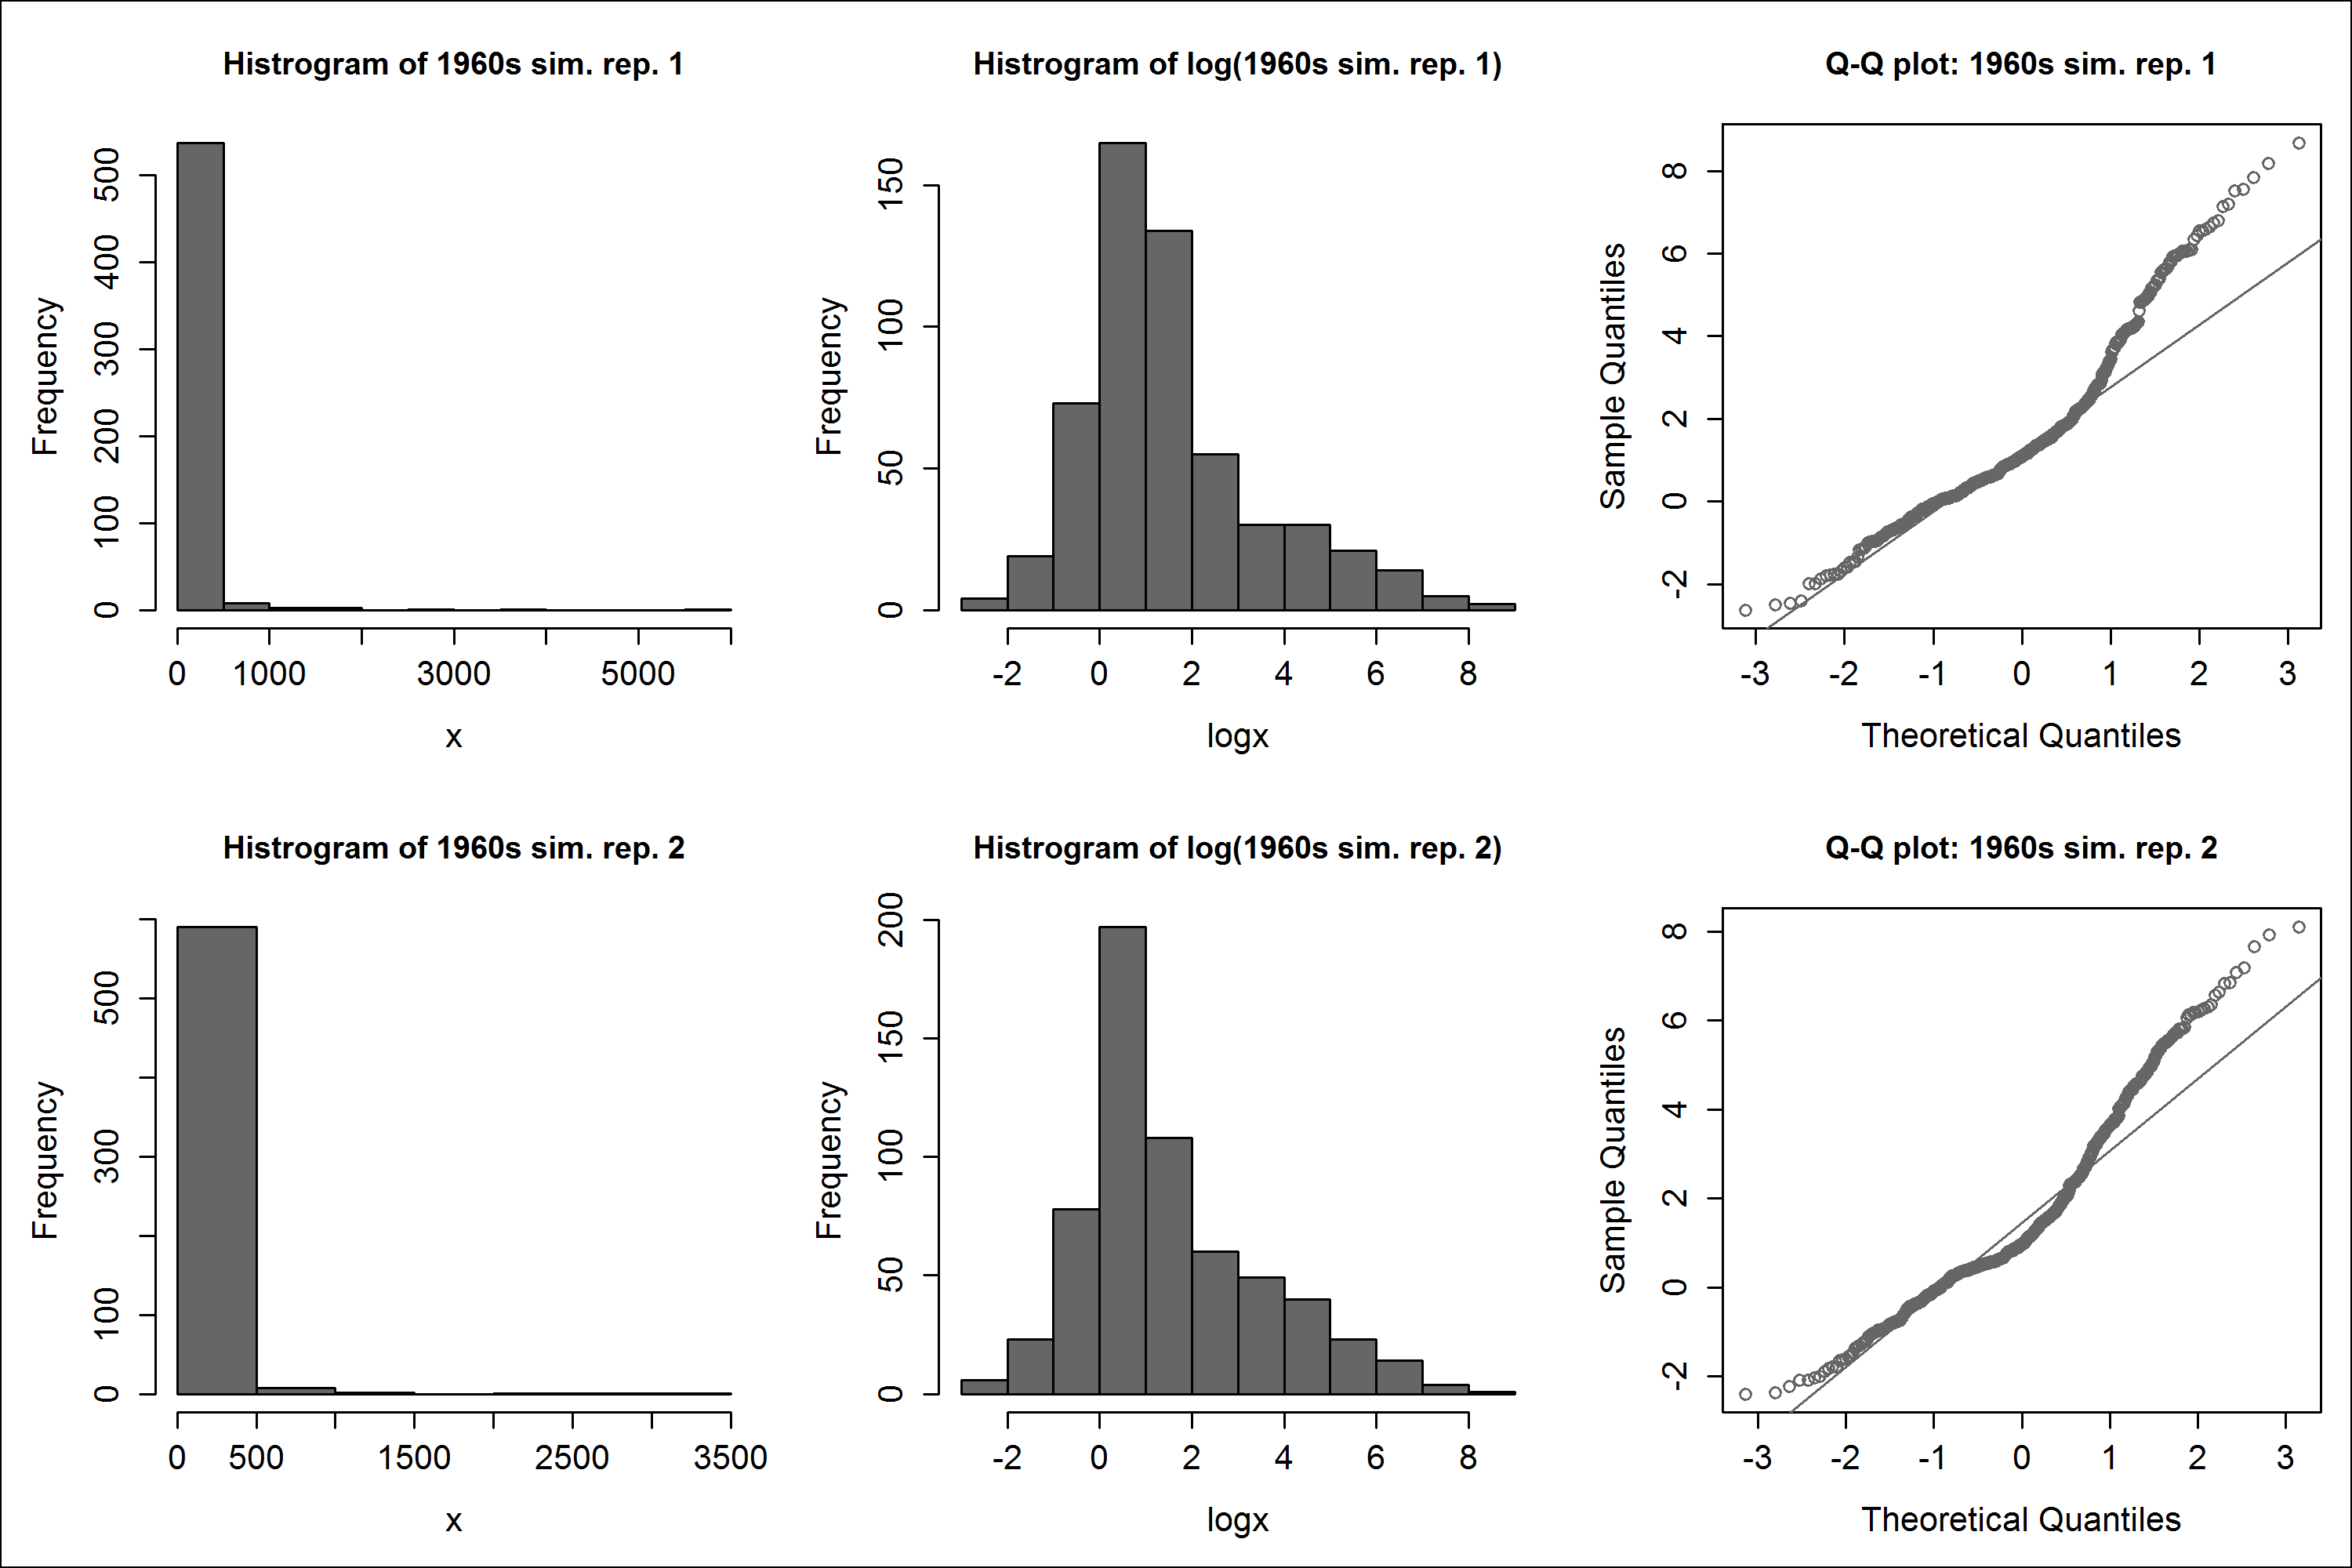 Histrogram of 1960s sim. rep. 1
Frequency
0 100 200 300 400 500
0 1000 3000 5000
x
Histrogram of log(1960s sim. rep. 1)
Frequency
0 50 100 150
-2 0 2 4 6 8
logx
Q-Q plot: 1960s sim. rep. 1
Sample Quantiles
-2 0 2 4 6 8
-3 -2 -1 0 1 2 3
Theoretical Quantiles
Histrogram of 1960s sim. rep. 2
Frequency
0 100 300 500
0 500 1500 2500 3500
x
Histrogram of log(1960s sim. rep. 2)
Frequency
0 50 100 150 200
-2 0 2 4 6 8
logx
Q-Q plot: 1960s sim. rep. 2
Sample Quantiles
-2 0 2 4 6 8
-3 -2 -1 0 1 2 3
Theoretical Quantiles